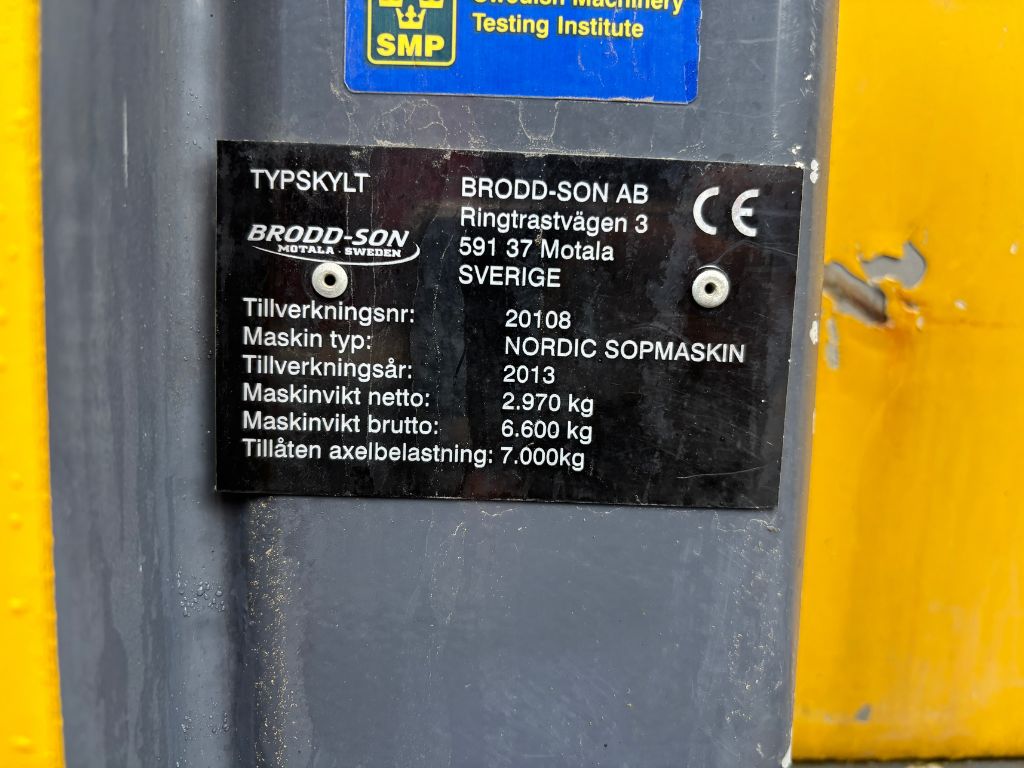 Swedish Machinery
Testing Institute
SMP
TYPSKYLT
BRODD-SON AB
Ringtrastvägen 3
591 37 Motala
SVERIGE
CE
BRODD-SON
MOTALA · SWEDEN
Tillverkningsnr: 20108
Maskin typ: NORDIC SOPMASKIN
Tillverkningsår: 2013
Maskinvikt netto: 2.970 kg
Maskinvikt brutto: 6.600 kg
Tillåten axelbelastning: 7.000kg